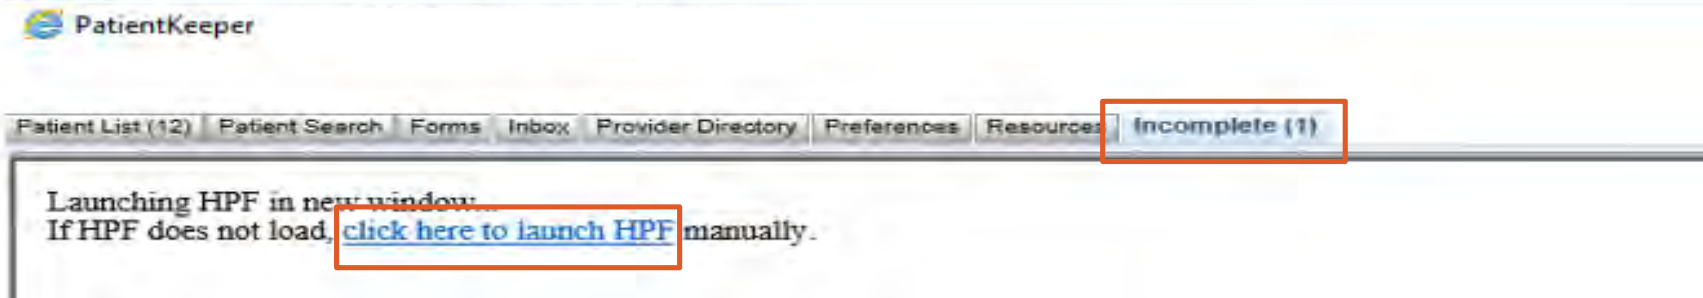 PatientKeeper
Patient List (12) Patient Search Forms Inbox Provider Directory Preferences Resources Incomplete (1)
Launching HPF in new window...
If HPF does not load, click here to launch HPF manually.